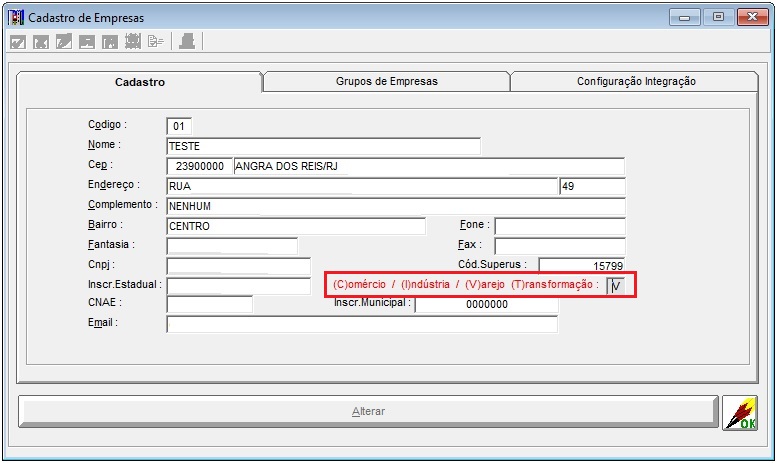 Cadastro de Empresas
Cadastro Grupos de Empresas Configuração Integração
Codigo : 01
Nome : TESTE
Cep : 23900000 ANGRA DOS REIS/RJ
Endereço : RUA 49
Complemento : NENHUM
Bairro : CENTRO Fone :
Fantasia : Fax :
Cnpj : Cód.Superus : 15799
Inscr.Estadual : (C)omércio / (I)ndústria / (V)arejo (T)ransformação : V
CNAE : Inscr.Municipal : 0000000
Email :
Alterar OK